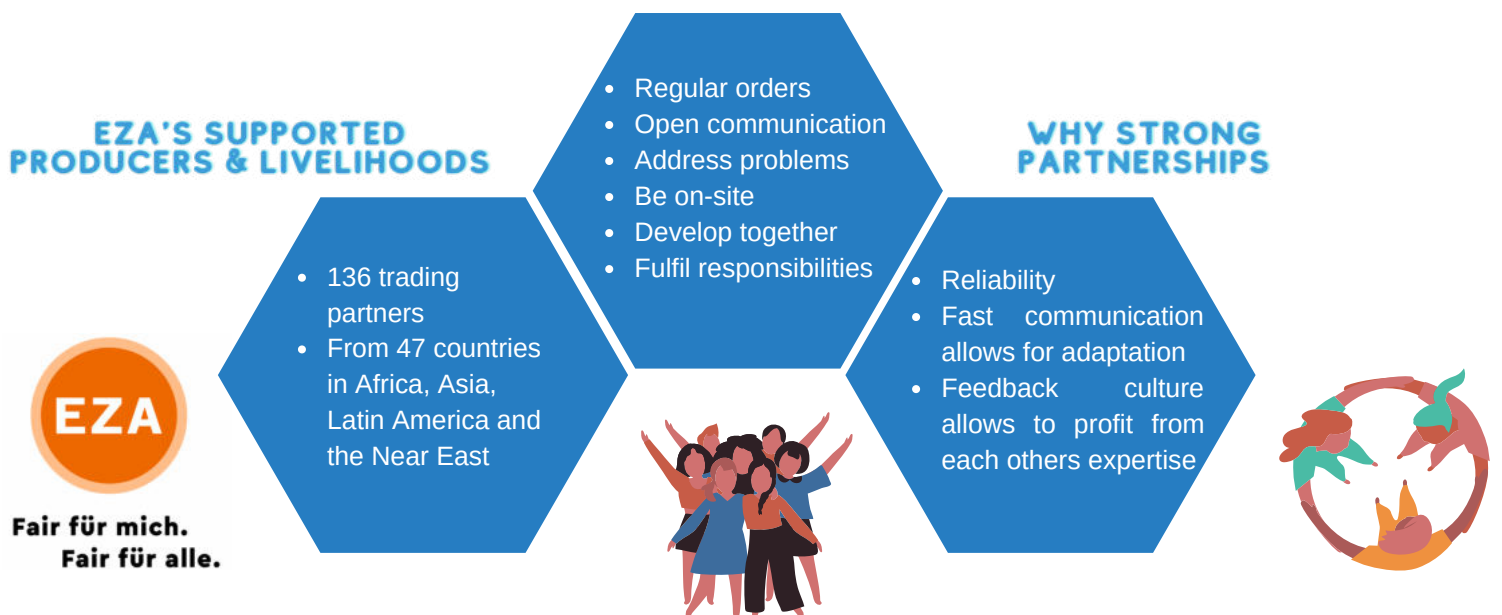 EZA'S SUPPORTED
PRODUCERS & LIVELIHOODS
• 136 trading
partners
• From 47 countries
in Africa, Asia,
Latin America and
the Near East
EZA
Fair für mich.
Fair für alle.
• Regular orders
• Open communication
• Address problems
• Be on-site
• Develop together
• Fulfil responsibilities
WHY STRONG
PARTNERSHIPS
• Reliability
• Fast communication
allows for adaptation
• Feedback culture
allows to profit from
each others expertise